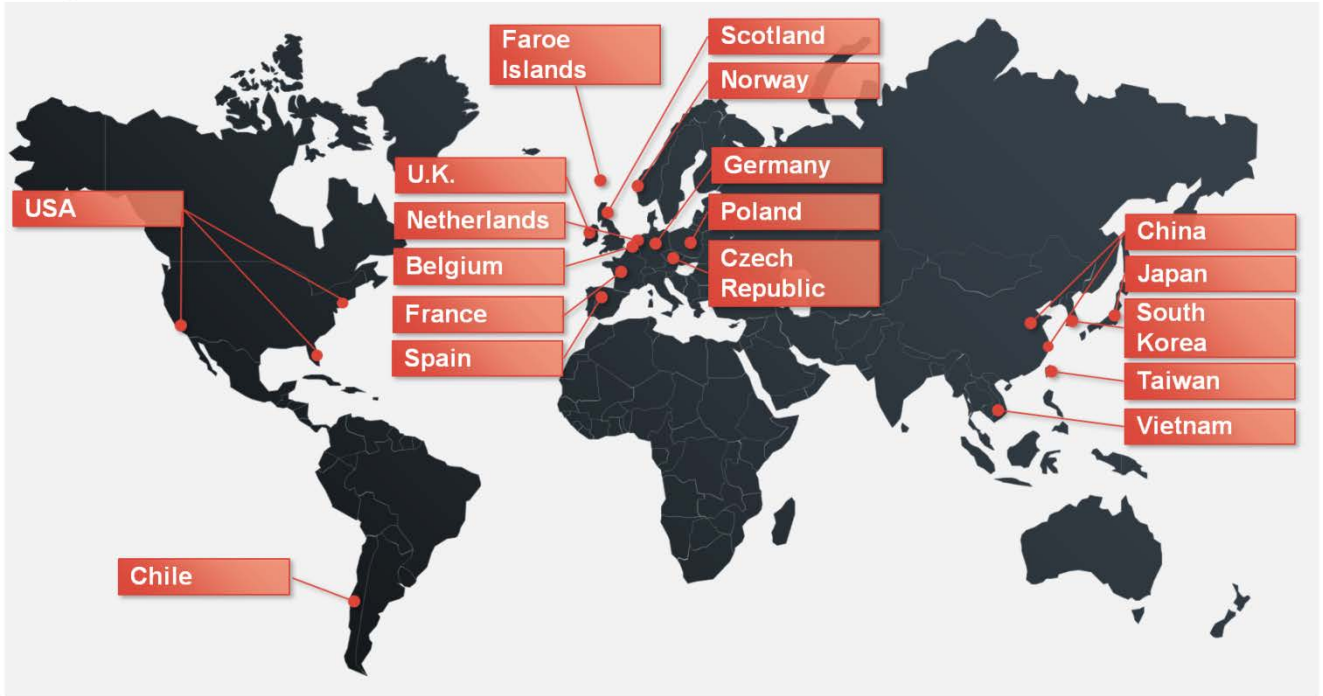 Faroe
Islands
Scotland
Norway
U.K.
Germany
USA
Netherlands
Poland
Belgium
Czech
Republic
China
France
Japan
Spain
South
Korea
Taiwan
Vietnam
Chile